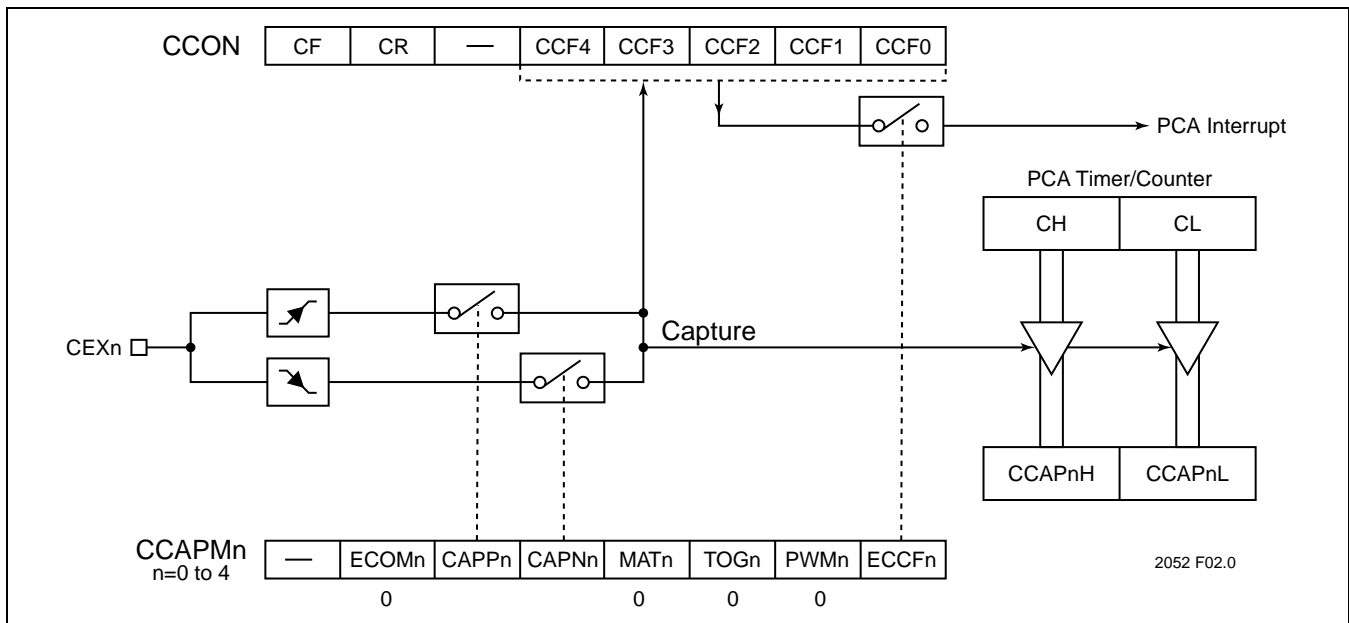 CCON CF CR — CCF4 CCF3 CCF2 CCF1 CCF0
PCA Interrupt
PCA Timer/Counter
CH CL
Capture
CEXn
CCAPnH CCAPnL
CCAPMn — ECOMn CAPPn CAPNn MATn TOGn PWMn ECCFn
n=0 to 4
2052 F02.0
0 0 0 0